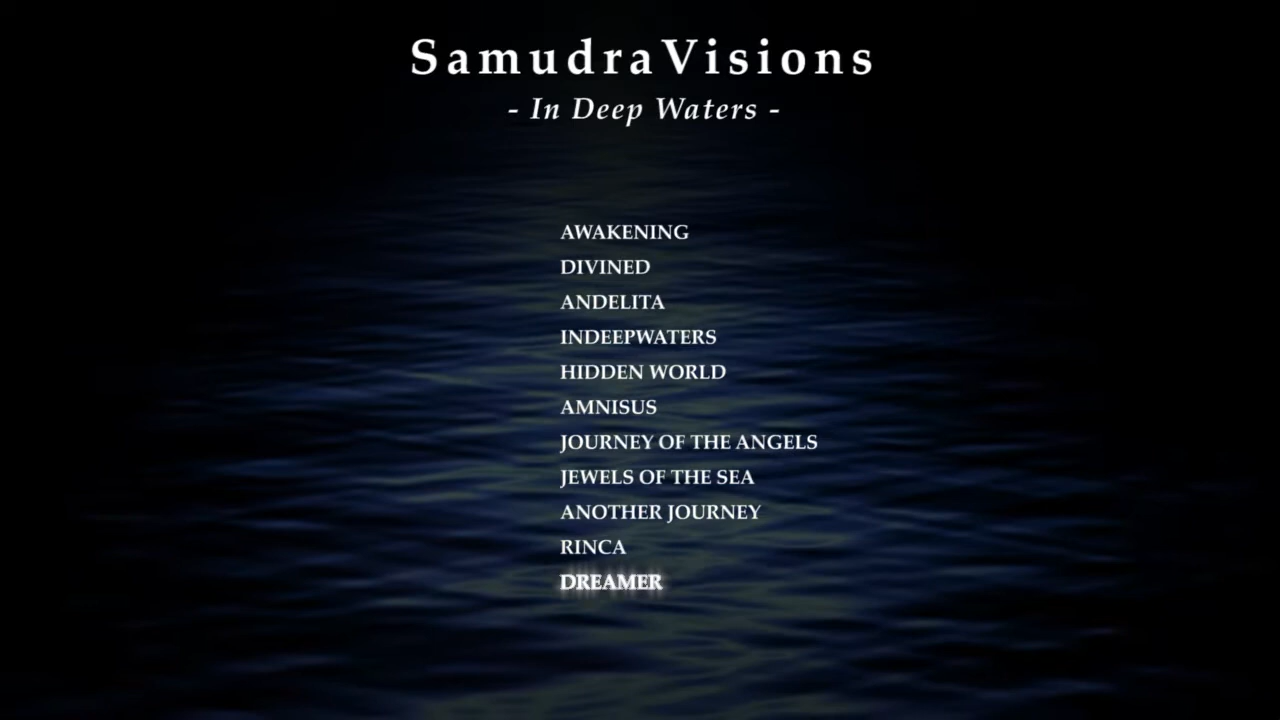 SamudraVisions
- In Deep Waters -
AWAKENING
DIVINED
ANDELITA
INDEEPWATERS
HIDDEN WORLD
AMNISUS
JOURNEY OF THE ANGELS
JEWELS OF THE SEA
ANOTHER JOURNEY
RINCA
DREAMER